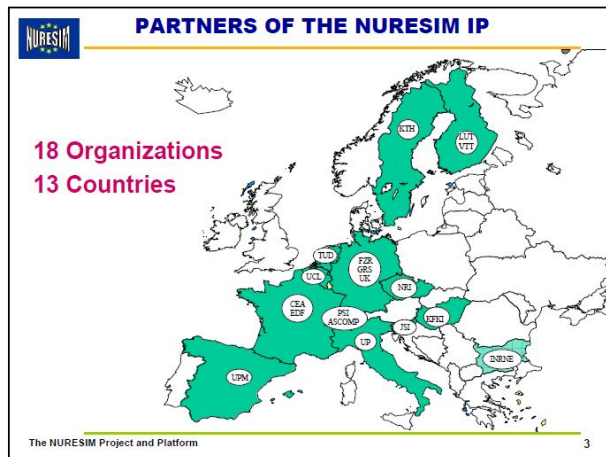 NURESIM
PARTNERS OF THE NURESIM IP
18 Organizations
13 Countries
KTH
LUT
VTT
TUD
FZR
GRS
UK
UCL
NRI
CEA
EDF
PSI
ASCOMP
KFKI
JSI
UP
INRNE
UPM
The NURESIM Project and Platform
3